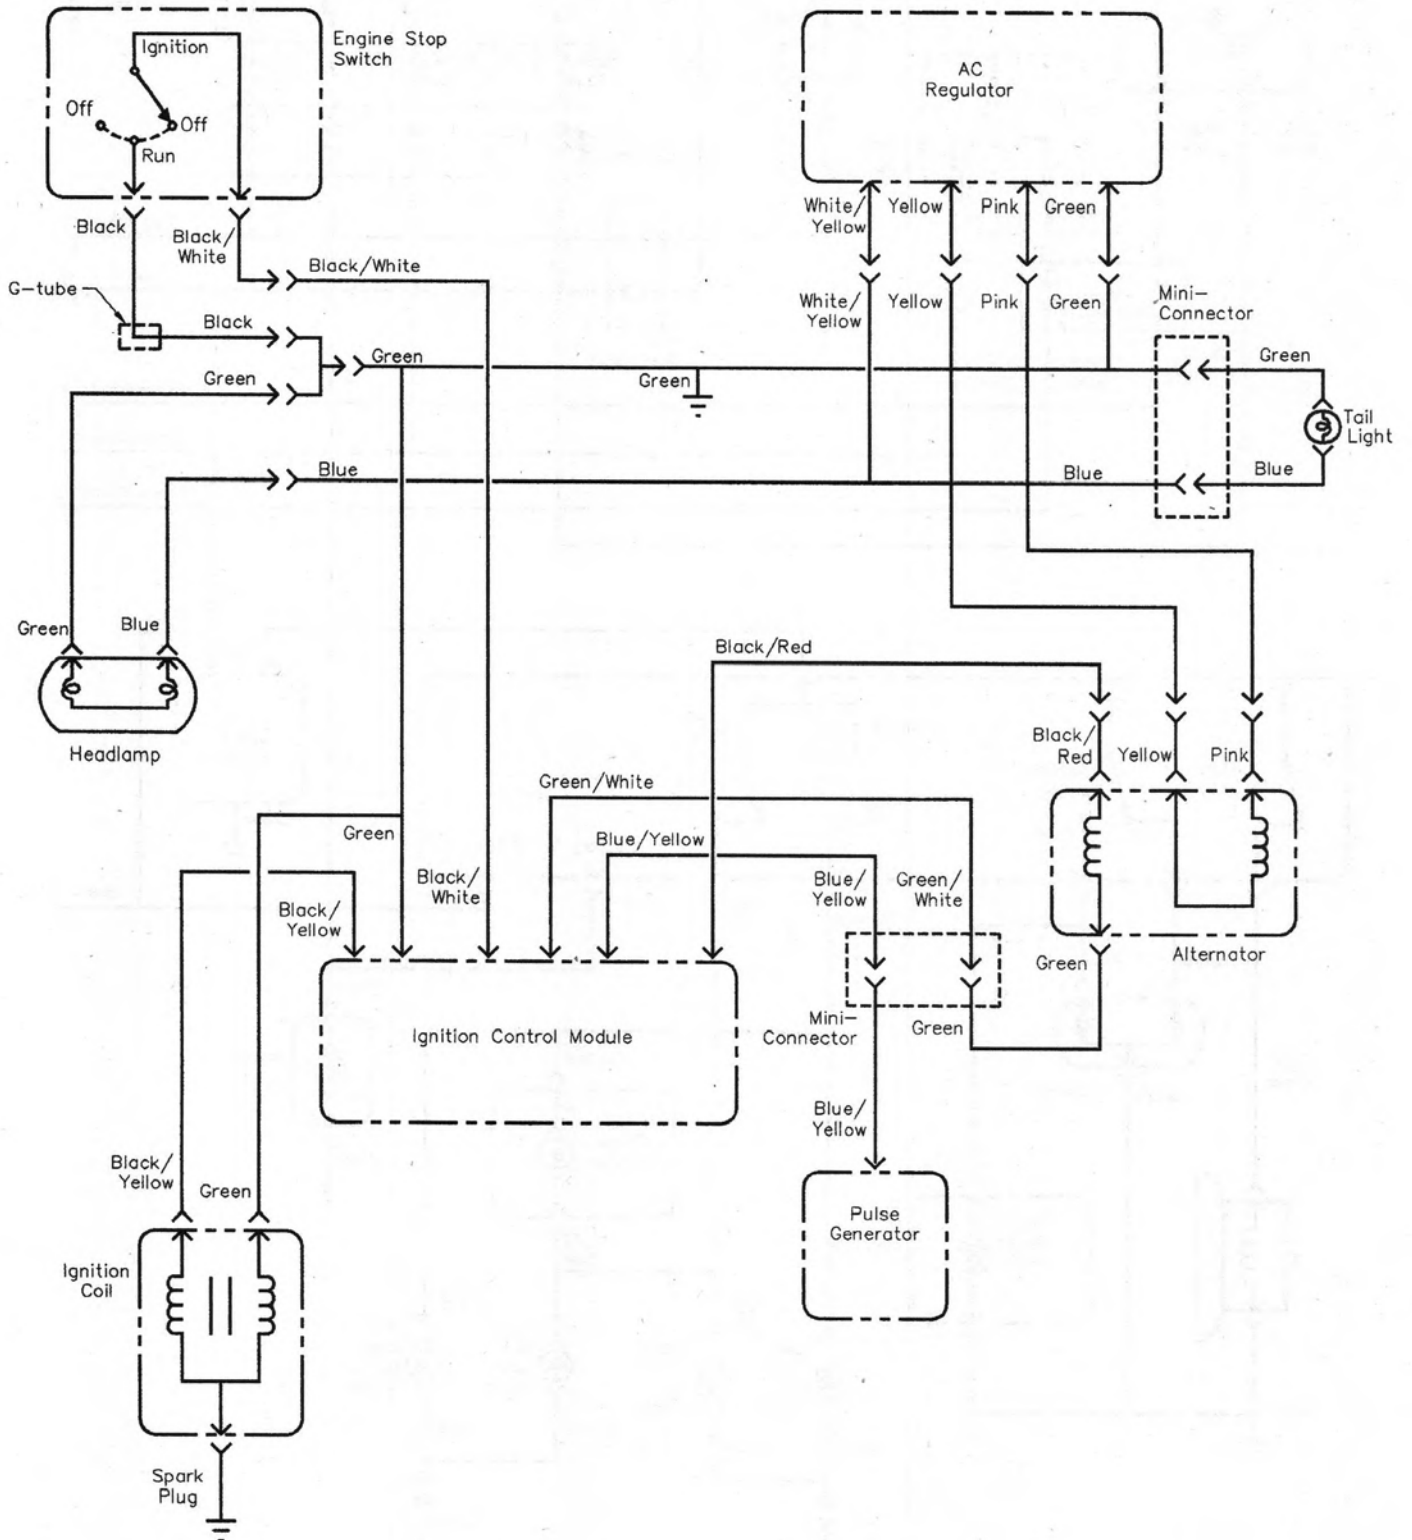 Ignition
Engine Stop
Switch
Off
Off
Run
AC
Regulator
Black
Black/
White
White/
Yellow
Yellow
Pink
Green
G-tube
Black/White
White/
Yellow
Yellow
Pink
Green
Mini-
Connector
Black
Green
Green
Green
Green
Tail
Light
Blue
Blue
Blue
Green
Blue
Headlamp
Black/Red
Black/
Red
Yellow
Pink
Green/White
Green
Blue/Yellow
Black/
White
Blue/
Yellow
Green/
White
Black/
Yellow
Green
Alternator
Ignition Control Module
Mini-
Connector
Green
Blue/
Yellow
Black/
Yellow
Green
Pulse
Generator
Ignition
Coil
Spark
Plug